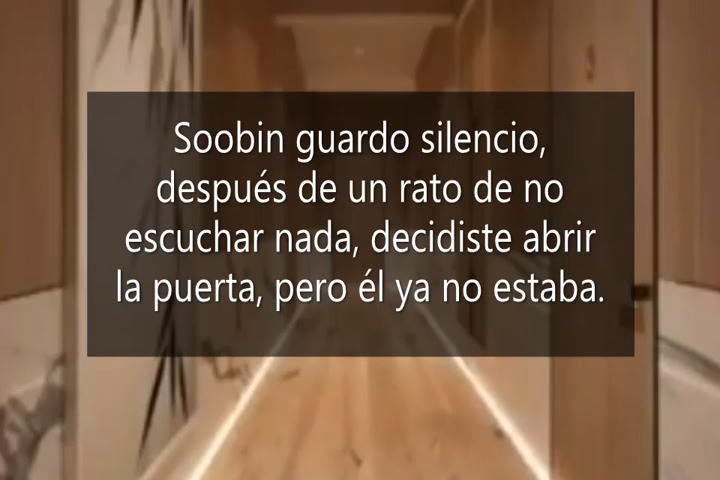 Soobin guardo silencio,
después de un rato de no
escuchar nada, decidiste abrir
la puerta, pero él ya no estaba.